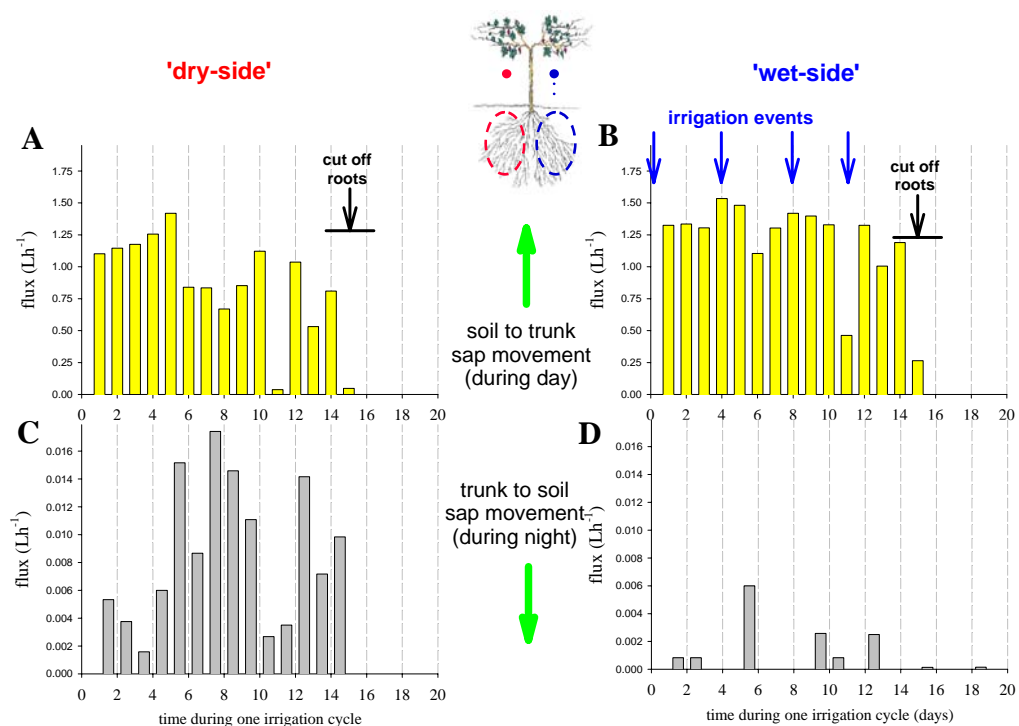 'dry-side'
'wet-side'
A
B
irrigation events
cut off
roots
cut off
roots
flux (Lh⁻¹)
1.75
1.50
1.25
1.00
0.75
0.50
0.25
0.00
0 2 4 6 8 10 12 14 16 18 20
soil to trunk
sap movement
(during day)
flux (Lh⁻¹)
1.75
1.50
1.25
1.00
0.75
0.50
0.25
0.00
0 2 4 6 8 10 12 14 16 18 20
C
D
flux (Lh⁻¹)
0.016
0.014
0.012
0.010
0.008
0.006
0.004
0.002
0.000
0 2 4 6 8 10 12 14 16 18 20
time during one irrigation cycle
trunk to soil
sap movement
(during night)
flux (Lh⁻¹)
0.016
0.014
0.012
0.010
0.008
0.006
0.004
0.002
0.000
0 2 4 6 8 10 12 14 16 18 20
time during one irrigation cycle (days)